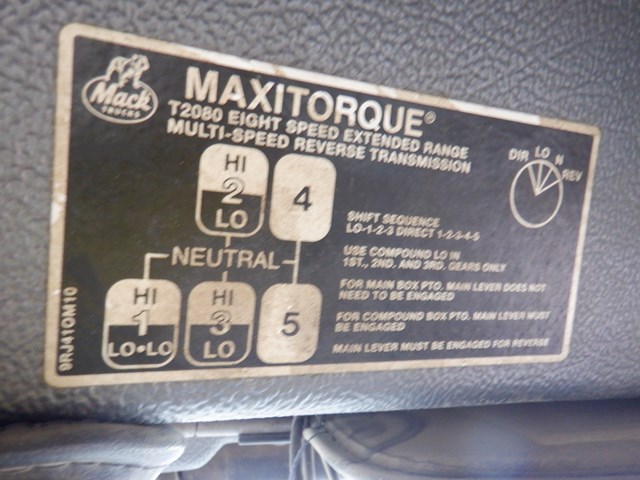 Mack
TRUCKS
MAXITORQUE®
T2080 EIGHT SPEED EXTENDED RANGE
MULTI-SPEED REVERSE TRANSMISSION
DIR LO N REV
HI
2
LO
4
NEUTRAL
HI
1
LO•LO
HI
3
LO
5
SHIFT SEQUENCE
LO-1-2-3 DIRECT 1-2-3-4-5
USE COMPOUND LO IN
1ST., 2ND. AND 3RD. GEARS ONLY
FOR MAIN BOX PTO. MAIN LEVER DOES NOT
NEED TO BE ENGAGED
FOR COMPOUND BOX PTO. MAIN LEVER MUST
BE ENGAGED
MAIN LEVER MUST BE ENGAGED FOR REVERSE
9RJ410M10